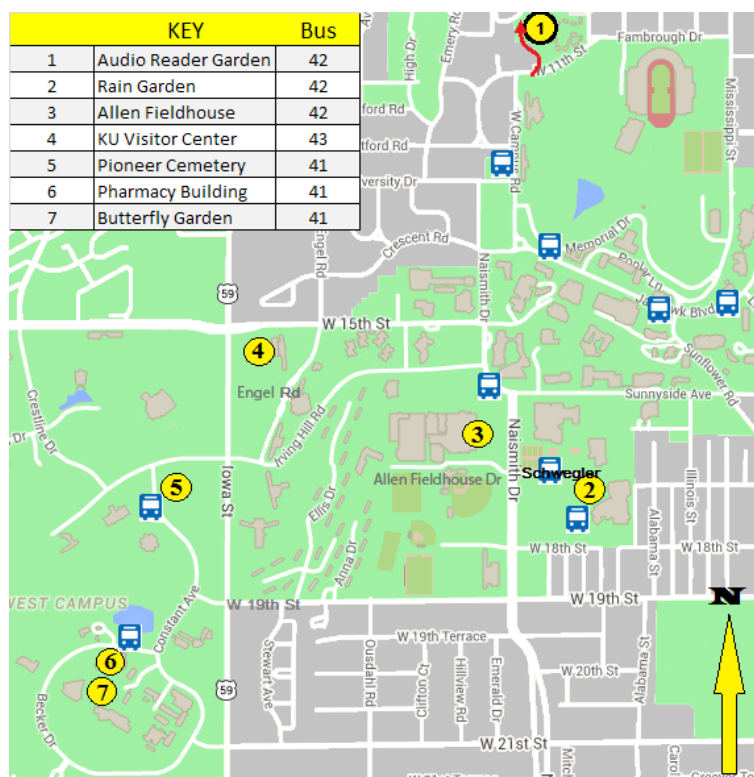 KEY Bus
1 Audio Reader Garden 42
2 Rain Garden 42
3 Allen Fieldhouse 42
4 KU Visitor Center 43
5 Pioneer Cemetery 41
6 Pharmacy Building 41
7 Butterfly Garden 41
High Dr
Emery Rd
1
W 11th St
Fambrough Dr
Mississippi St
ford Rd
tford Rd
versity Dr
W Campus Rd
Crescent Rd
Engel Rd
Memorial Dr
Naismith Dr
59
W 15th St
Sunflower Rd
4
Engel Rd
Sunnyside Ave
Crestline Dr
Dr
Irving Hill Rd
3
Naismith Dr
Iowa St
Allen Fieldhouse Dr
Schwegler
5
2
Ellis Dr
Illinois St
Alabama St
Anna Dr
W 18th St
W 18th St
WEST CAMPUS
Constant Ave
W 19th St
W 19th St
N
6
7
Becker Dr
59
Stewart Ave
Ousdahl Rd
W 19th Terrace
Clifton Ct
Hillview Rd
Emerald Dr
W 20th St
Alabama St
W 21st St
Mitc
Carol